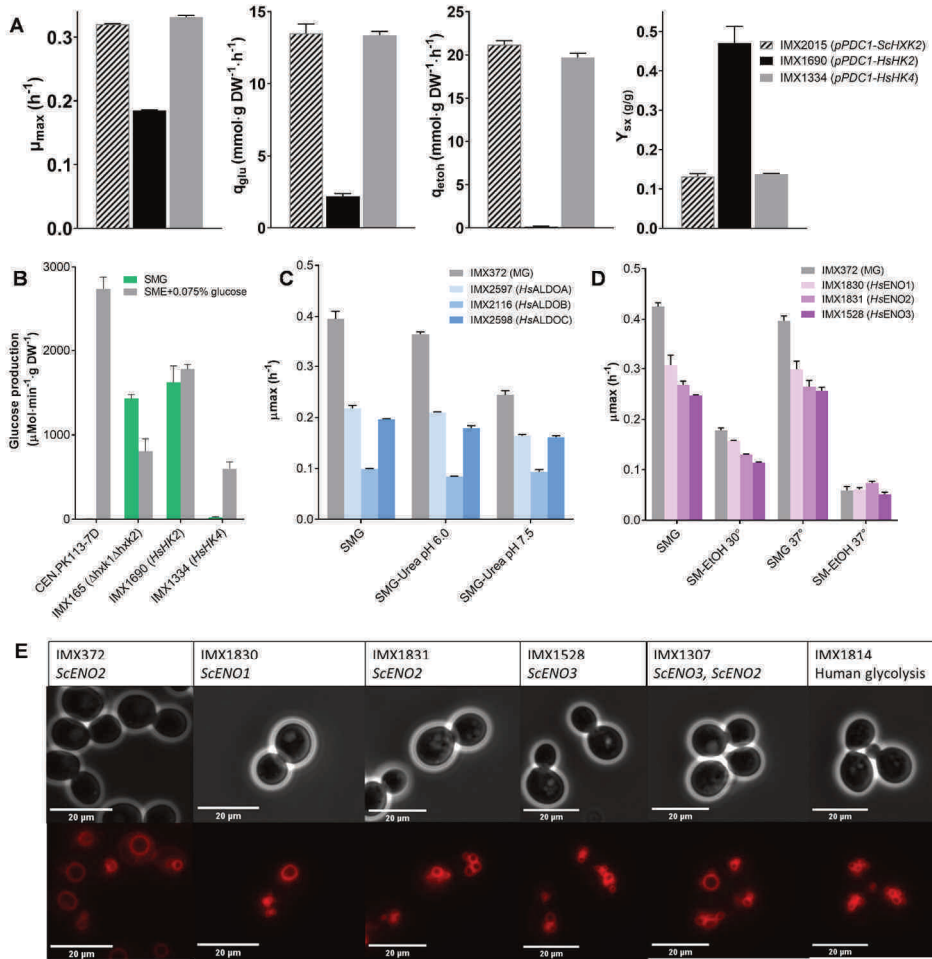 A
µmax (h-1)
0.3
0.2
0.1
0.0
qglu (mmol·g DW-1·h-1)
15
10
5
0
qetoh (mmol·g DW-1·h-1)
25
20
15
10
5
0
Ysx (g/g)
0.5
0.4
0.3
0.2
0.1
0.0
IMX2015 (pPDC1-ScHXK2)
IMX1690 (pPDC1-HsHK2)
IMX1334 (pPDC1-HsHK4)
B
Glucose production
(µMol·min-1·g DW-1)
3000
2000
1000
0
SMG
SME+0.075% glucose
CEN.PK113-7D
IMX165 (Δhxk1Δhxk2)
IMX1690 (HsHK2)
IMX1334 (HsHK4)
C
µmax (h-1)
0.5
0.4
0.3
0.2
0.1
0.0
IMX372 (MG)
IMX2597 (HsALDOA)
IMX2116 (HsALDOB)
IMX2598 (HsALDOC)
SMG
SMG-Urea pH 6.0
SMG-Urea pH 7.5
D
µmax (h-1)
0.5
0.4
0.3
0.2
0.1
0.0
IMX372 (MG)
IMX1830 (HsENO1)
IMX1831 (HsENO2)
IMX1528 (HsENO3)
SMG
SM-EtOH 30°
SMG 37°
SM-EtOH 37°
E
IMX372
ScENO2
IMX1830
ScENO1
IMX1831
ScENO2
IMX1528
ScENO3
IMX1307
ScENO3, ScENO2
IMX1814
Human glycolysis
20 µm
20 µm
20 µm
20 µm
20 µm
20 µm
20 µm
20 µm
20 µm
20 µm
20 µm
20 µm